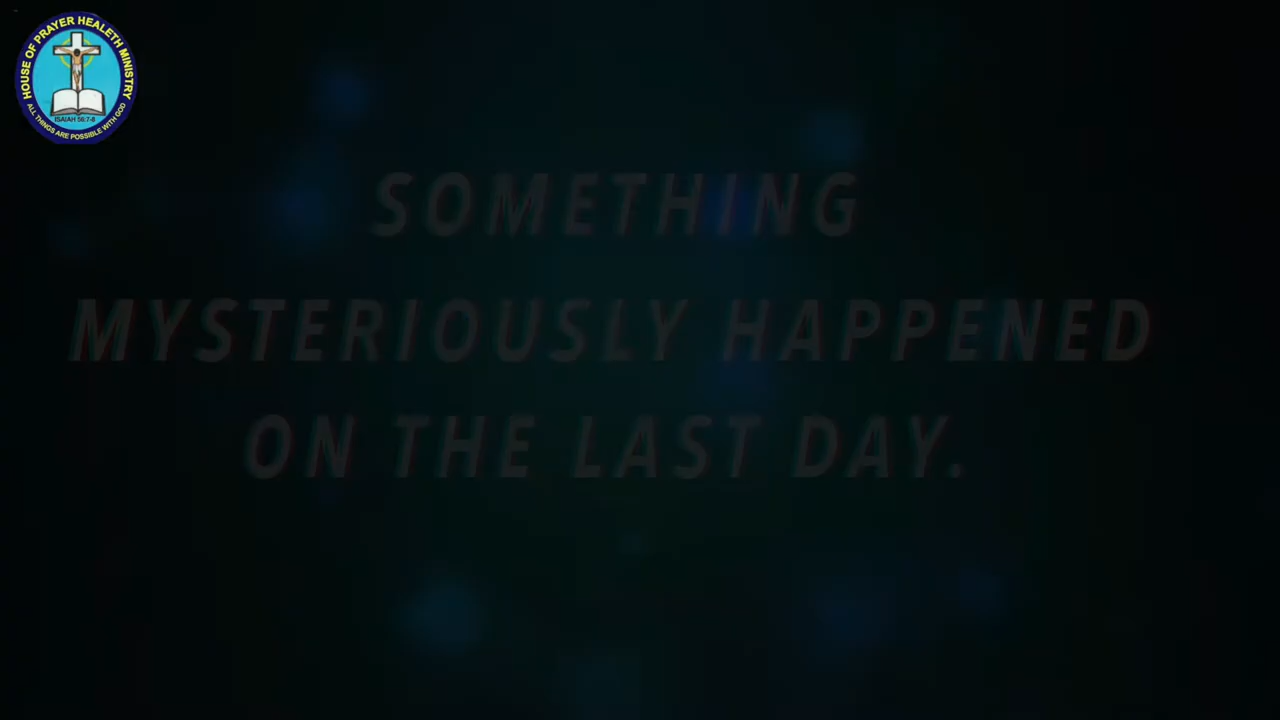 HOUSE OF PRAYER HEALETH MINISTRY
ISAIAH 56:7-8
ALL THINGS ARE POSSIBLE WITH GOD
SOMETHING
MYSTERIOUSLY HAPPENED
ON THE LAST DAY.